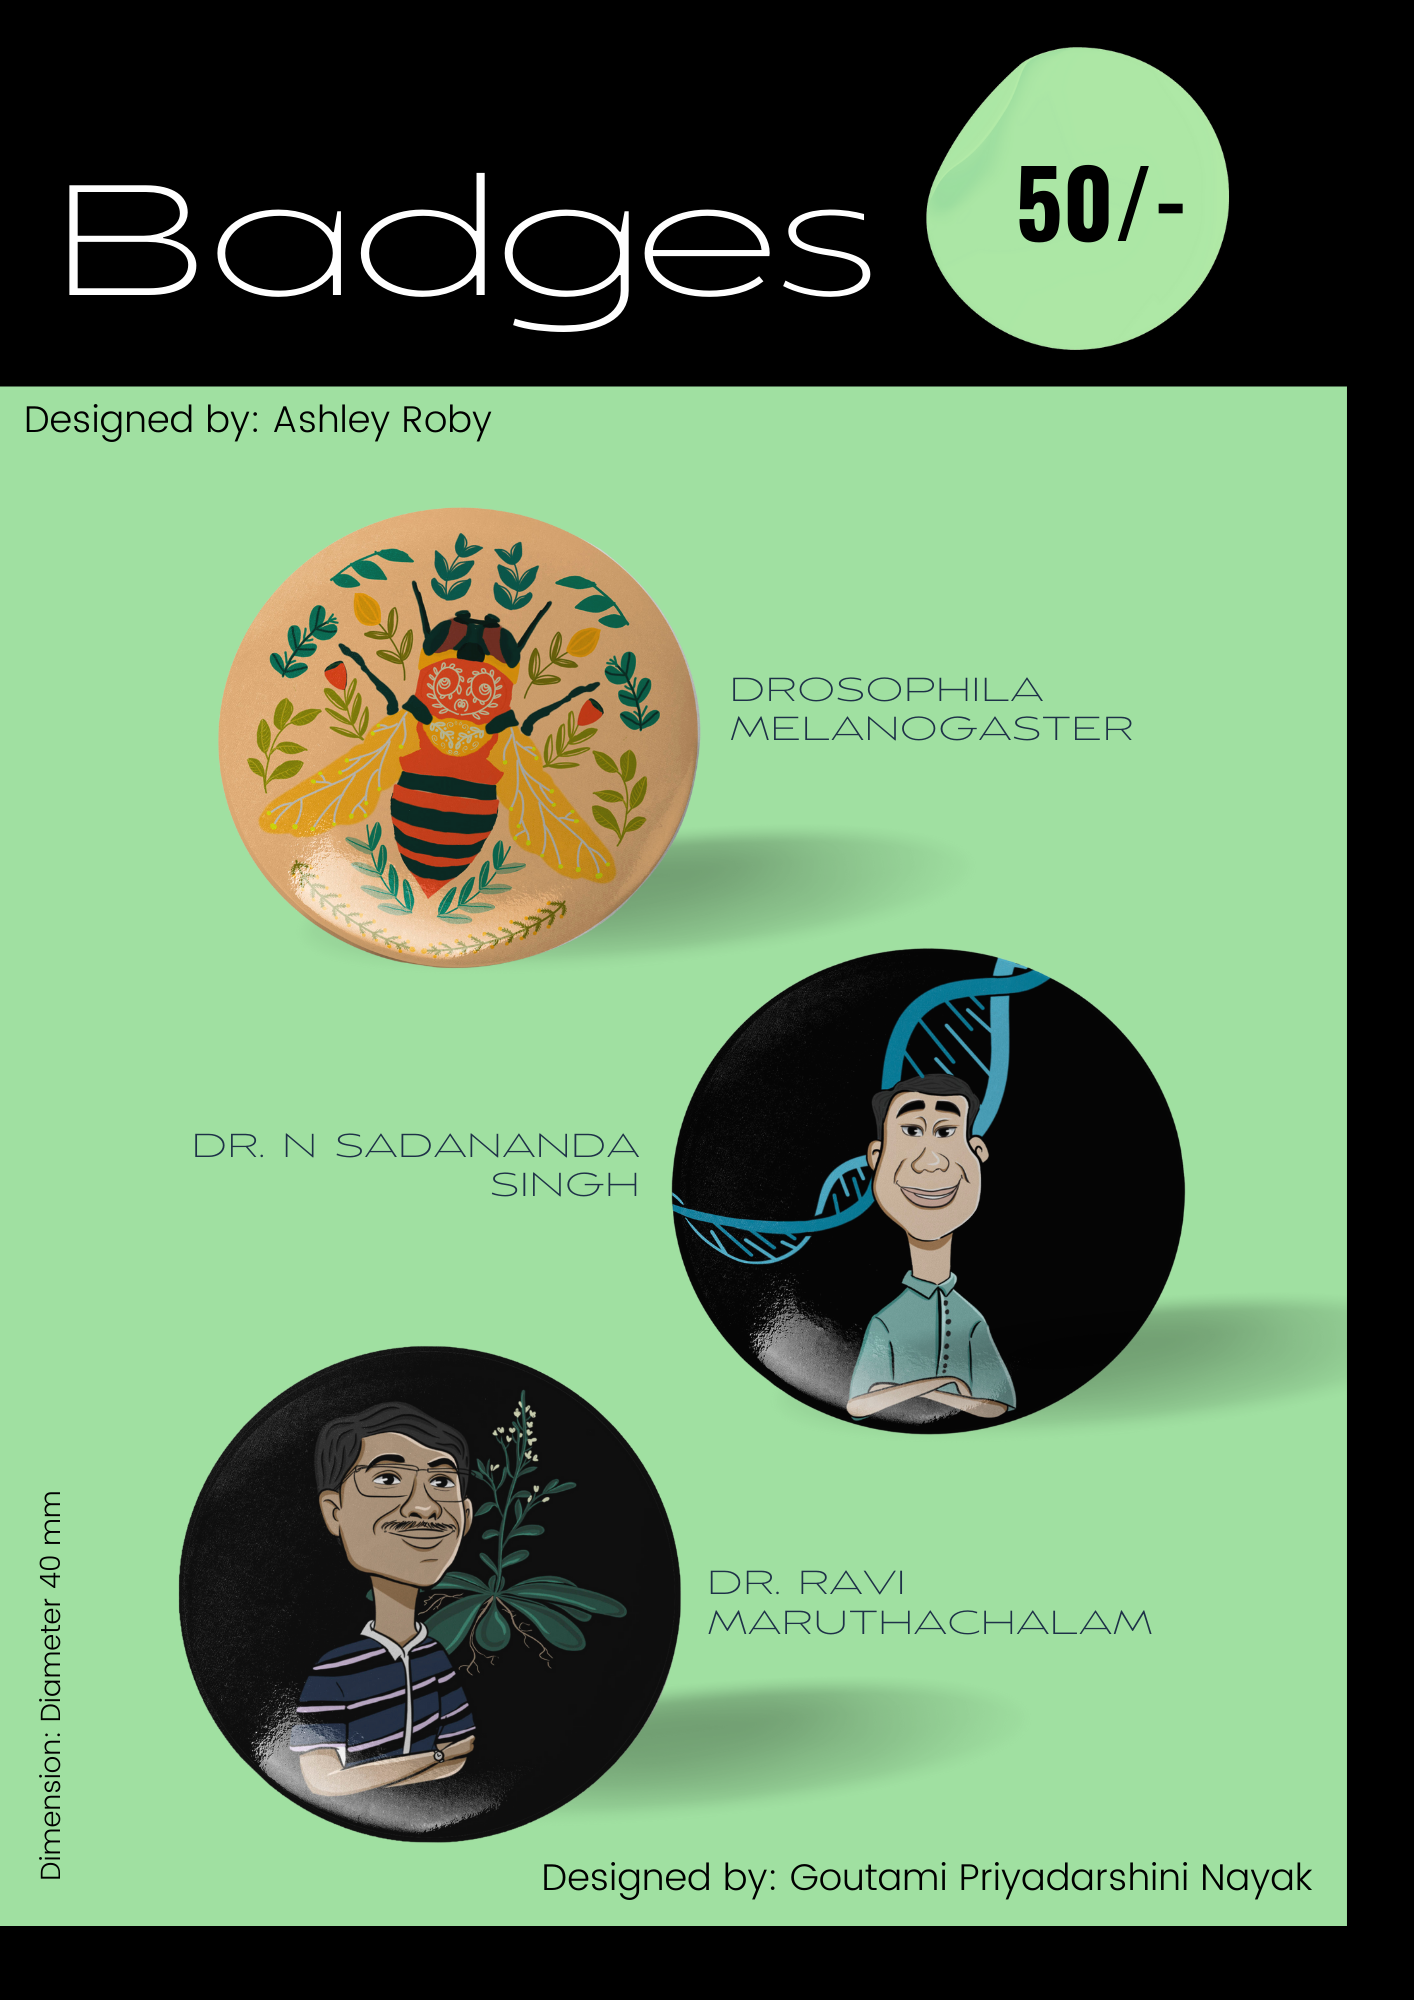 Badges
50/-
Designed by: Ashley Roby
DROSOPHILA
MELANOGASTER
DR. N SADANANDA
SINGH
DR. RAVI
MARUTHACHALAM
Dimension: Diameter 40 mm
Designed by: Goutami Priyadarshini Nayak